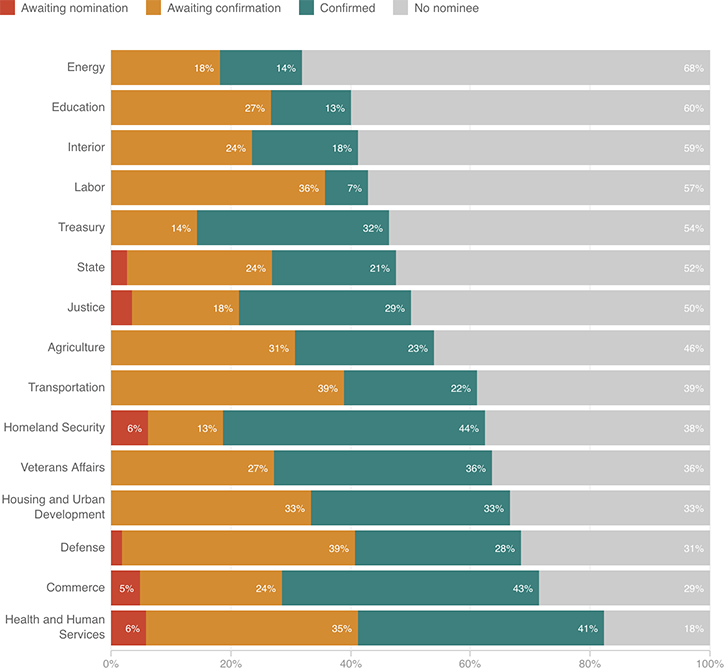 Awaiting nomination Awaiting confirmation Confirmed No nominee
Energy 18% 14% 68%
Education 27% 13% 60%
Interior 24% 18% 59%
Labor 36% 7% 57%
Treasury 14% 32% 54%
State 24% 21% 52%
Justice 18% 29% 50%
Agriculture 31% 23% 46%
Transportation 39% 22% 39%
Homeland Security 6% 13% 44% 38%
Veterans Affairs 27% 36% 36%
Housing and Urban
Development 33% 33% 33%
Defense 39% 28% 31%
Commerce 5% 24% 43% 29%
Health and Human
Services 6% 35% 41% 18%
0% 20% 40% 60% 80% 100%